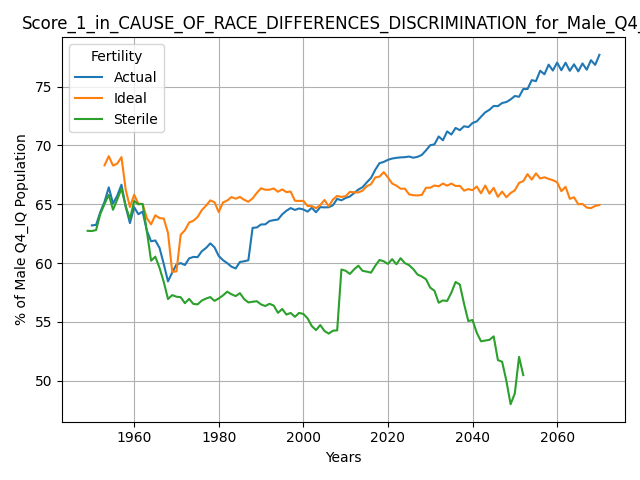 Score_1_in_CAUSE_OF_RACE_DIFFERENCES_DISCRIMINATION_for_Male_Q4_
Fertility
Actual
Ideal
Sterile
% of Male Q4_IQ Population
75
70
65
60
55
50
1960
1980
2000
2020
2040
2060
Years